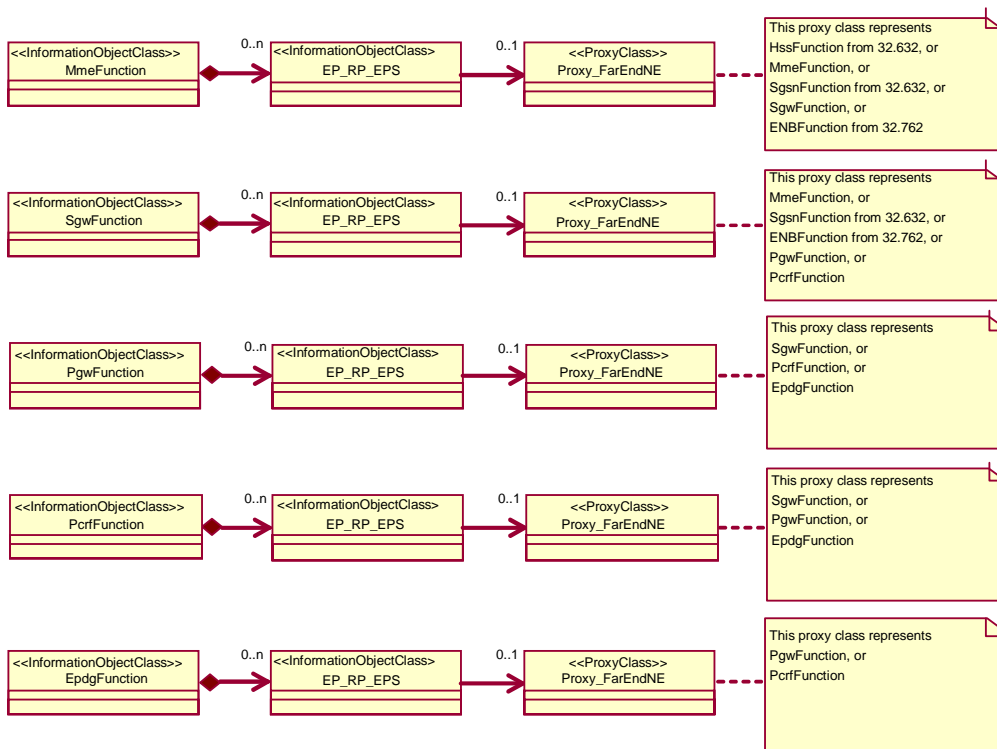 <<InformationObjectClass>>
MmeFunction
0..n
<<InformationObjectClass>
EP_RP_EPS
0..1
<<ProxyClass>>
Proxy_FarEndNE
This proxy class represents
HssFunction from 32.632, or
MmeFunction, or
SgsnFunction from 32.632, or
SgwFunction, or
ENBFunction from 32.762
<<InformationObjectClass>>
SgwFunction
0..n
<<InformationObjectClass>
EP_RP_EPS
0..1
<<ProxyClass>>
Proxy_FarEndNE
This proxy class represents
MmeFunction, or
SgsnFunction from 32.632, or
ENBFunction from 32.762, or
PgwFunction, or
PcrfFunction
<<InformationObjectClass>>
PgwFunction
0..n
<<InformationObjectClass>
EP_RP_EPS
0..1
<<ProxyClass>>
Proxy_FarEndNE
This proxy class represents
SgwFunction, or
PcrfFunction, or
EpdgFunction
<<InformationObjectClass>>
PcrfFunction
0..n
<<InformationObjectClass>
EP_RP_EPS
0..1
<<ProxyClass>>
Proxy_FarEndNE
This proxy class represents
SgwFunction, or
PgwFunction, or
EpdgFunction
<<InformationObjectClass>>
EpdgFunction
0..n
<<InformationObjectClass>
EP_RP_EPS
0..1
<<ProxyClass>>
Proxy_FarEndNE
This proxy class represents
PgwFunction, or
PcrfFunction